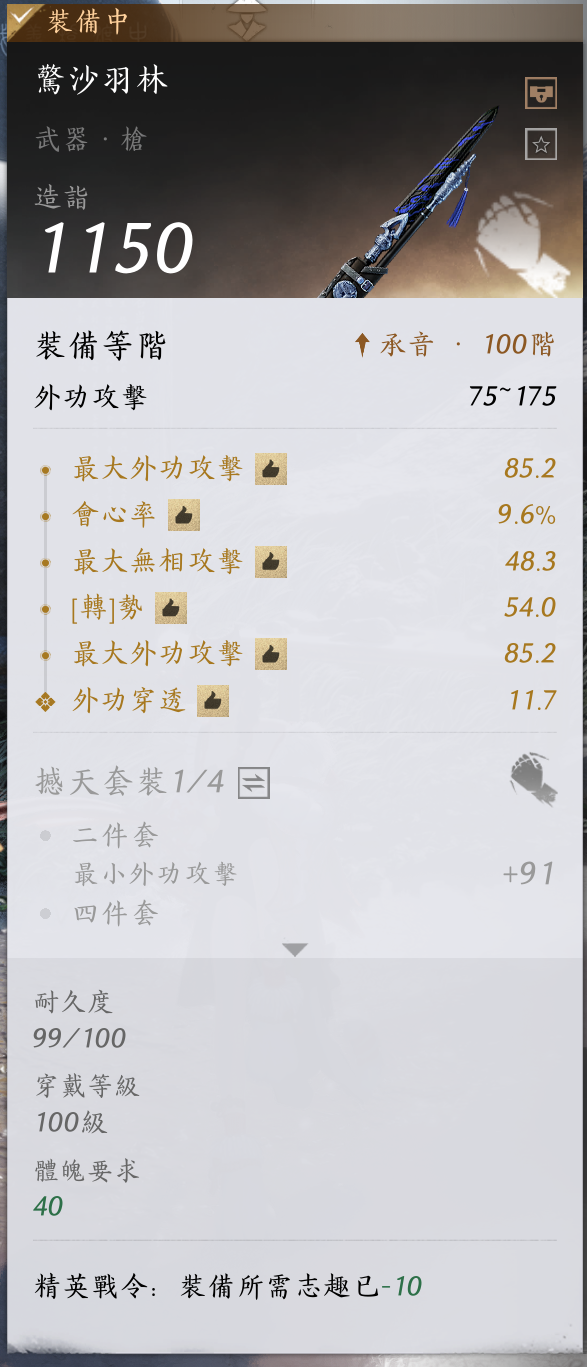 裝備中
驚沙羽林
武器·槍
造詣
1150
裝備等階 承音 · 100階
外功攻擊 75~175
最大外功攻擊 85.2
會心率 9.6%
最大無相攻擊 48.3
[轉]勢 54.0
最大外功攻擊 85.2
外功穿透 11.7
撼天套裝1/4
二件套
最小外功攻擊 +91
四件套
耐久度
99/100
穿戴等級
100級
體魄要求
40
精英戰令：裝備所需志趣已-10